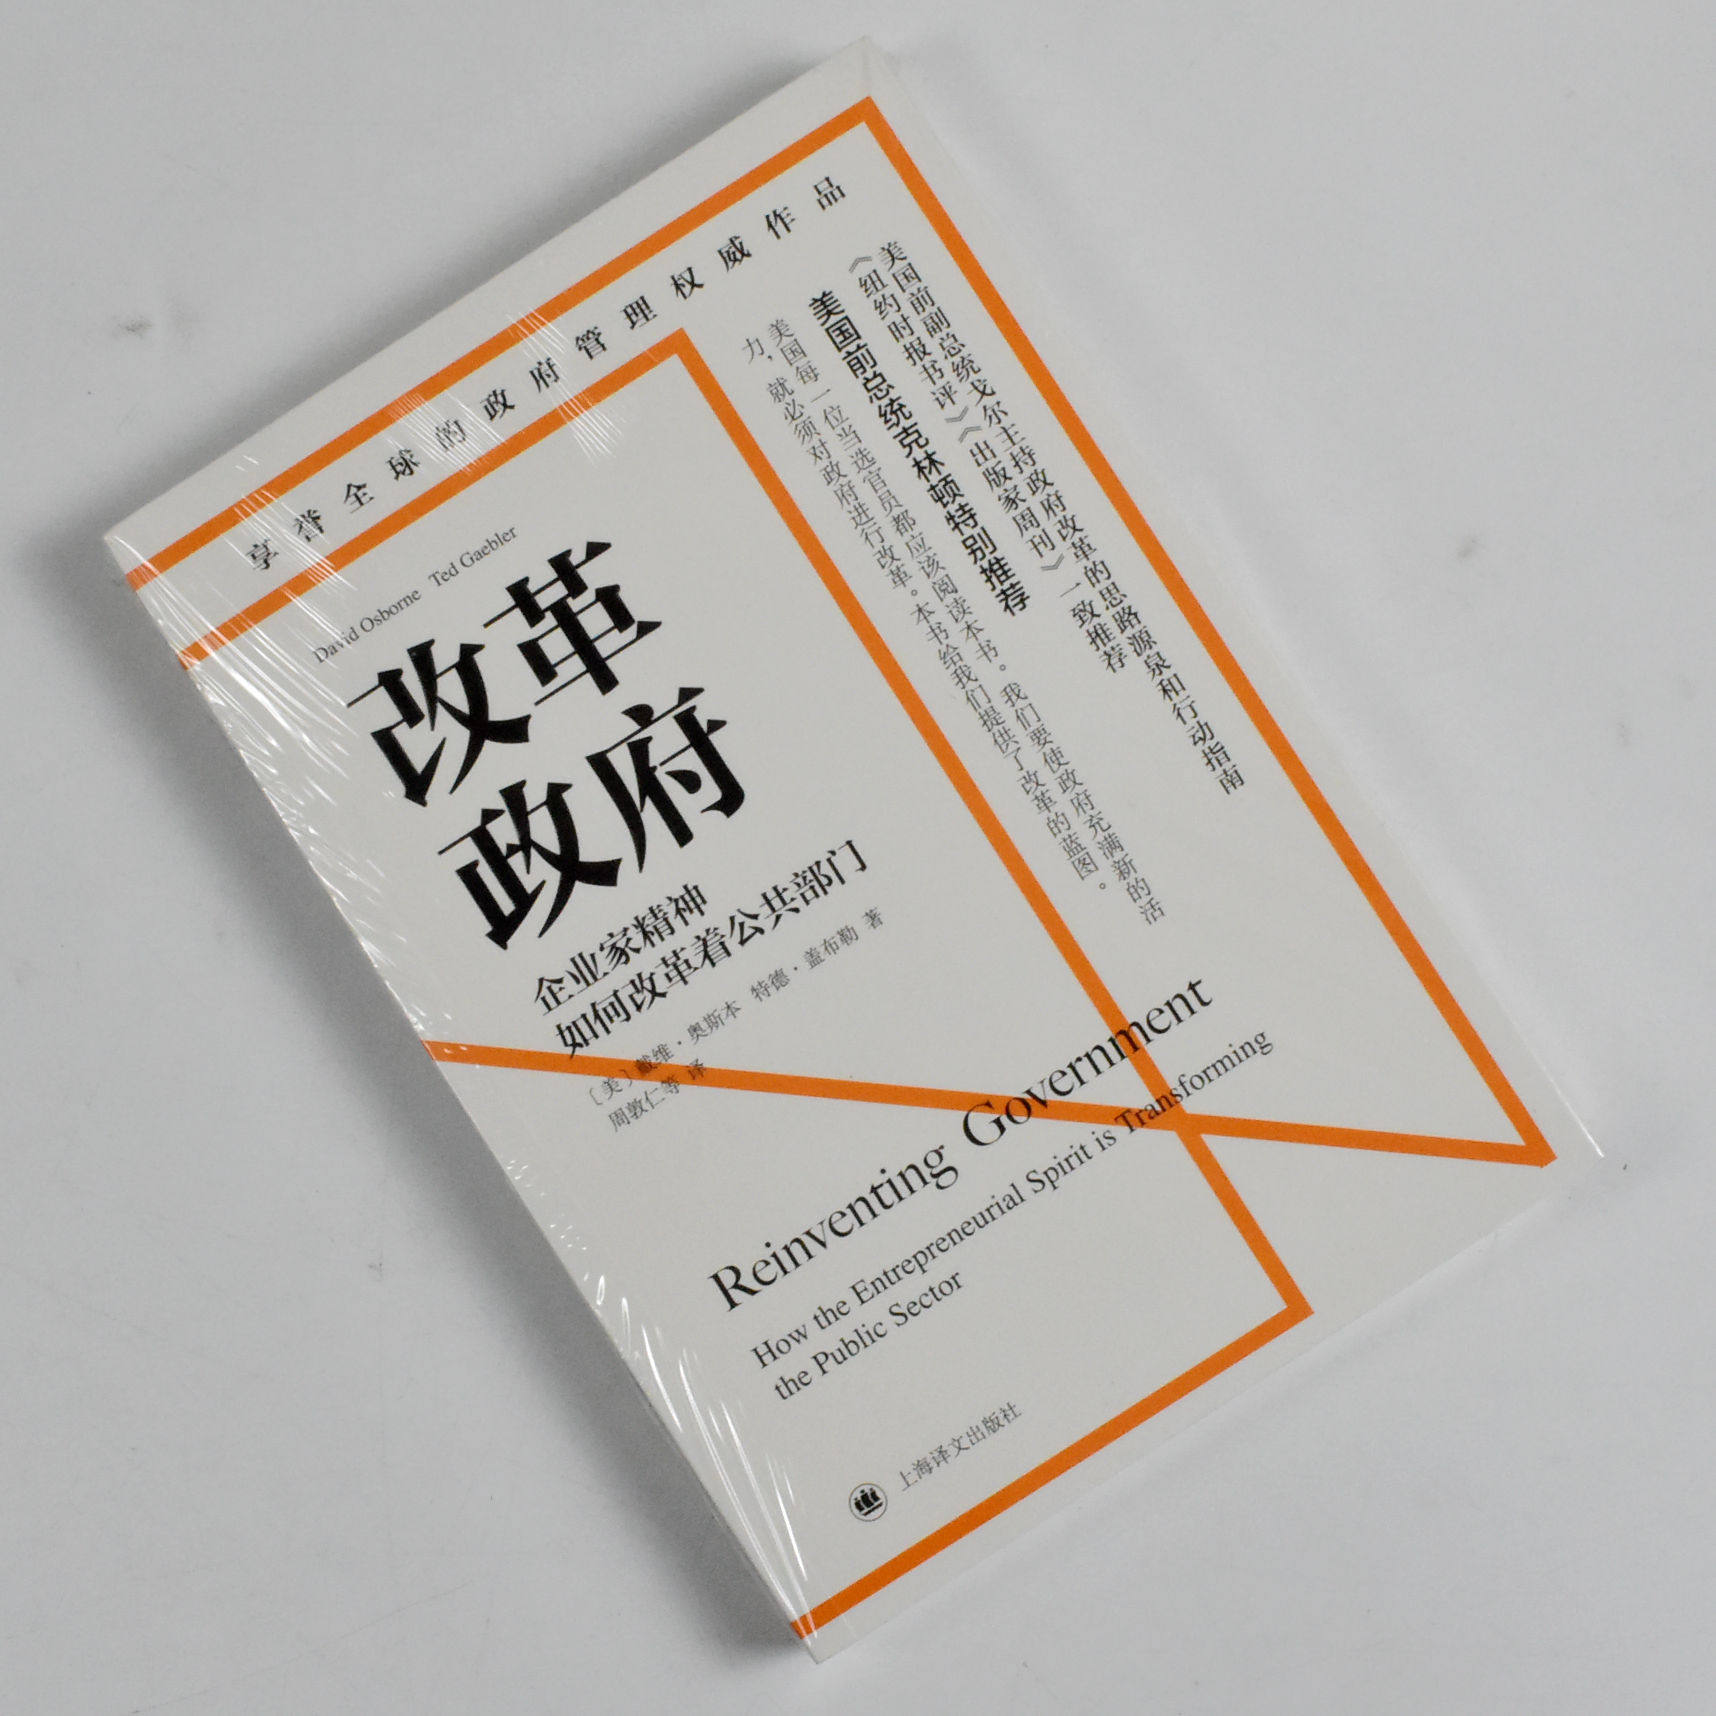 享誉全球的政府管理权威作品
美国前副总统戈尔主持政府改革的思路源泉和行动指南
《纽约时报书评》《出版家周刊》一致推荐
美国前总统克林顿特别推荐
美国每一位当选官员都应该阅读本书。我们要使政府充满新的活
力，就必须对政府进行改革。本书给我们提供了改革的蓝图。
David Osborne Ted Gaebler
改革
政府
企业家精神
如何改革着公共部门
〔美〕戴维·奥斯本 特德·盖布勒 著
周敦仁等 译
Reinventing Government
How the Entrepreneurial Spirit is Transforming
the Public Sector
上海译文出版社